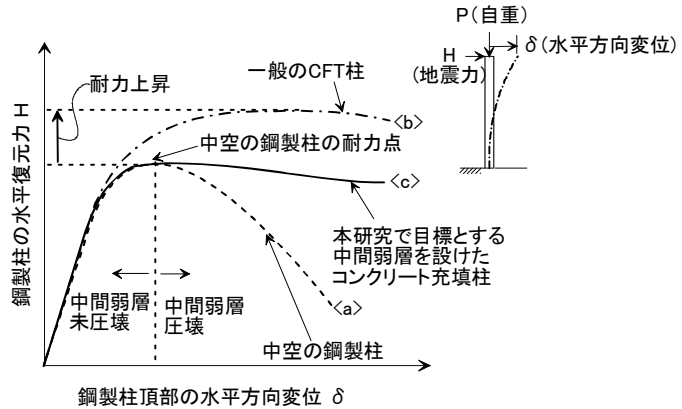 P(自重)
δ(水平方向変位)
H
(地震力)
耐力上昇
一般のCFT柱
<b>
中空の鋼製柱の耐力点
<c>
本研究で目標とする
中間弱層を設けた
コンクリート充填柱
中間弱層
未圧壊
中間弱層
圧壊
<a>
中空の鋼製柱
鋼製柱の水平復元力 H
鋼製柱頂部の水平方向変位 δ